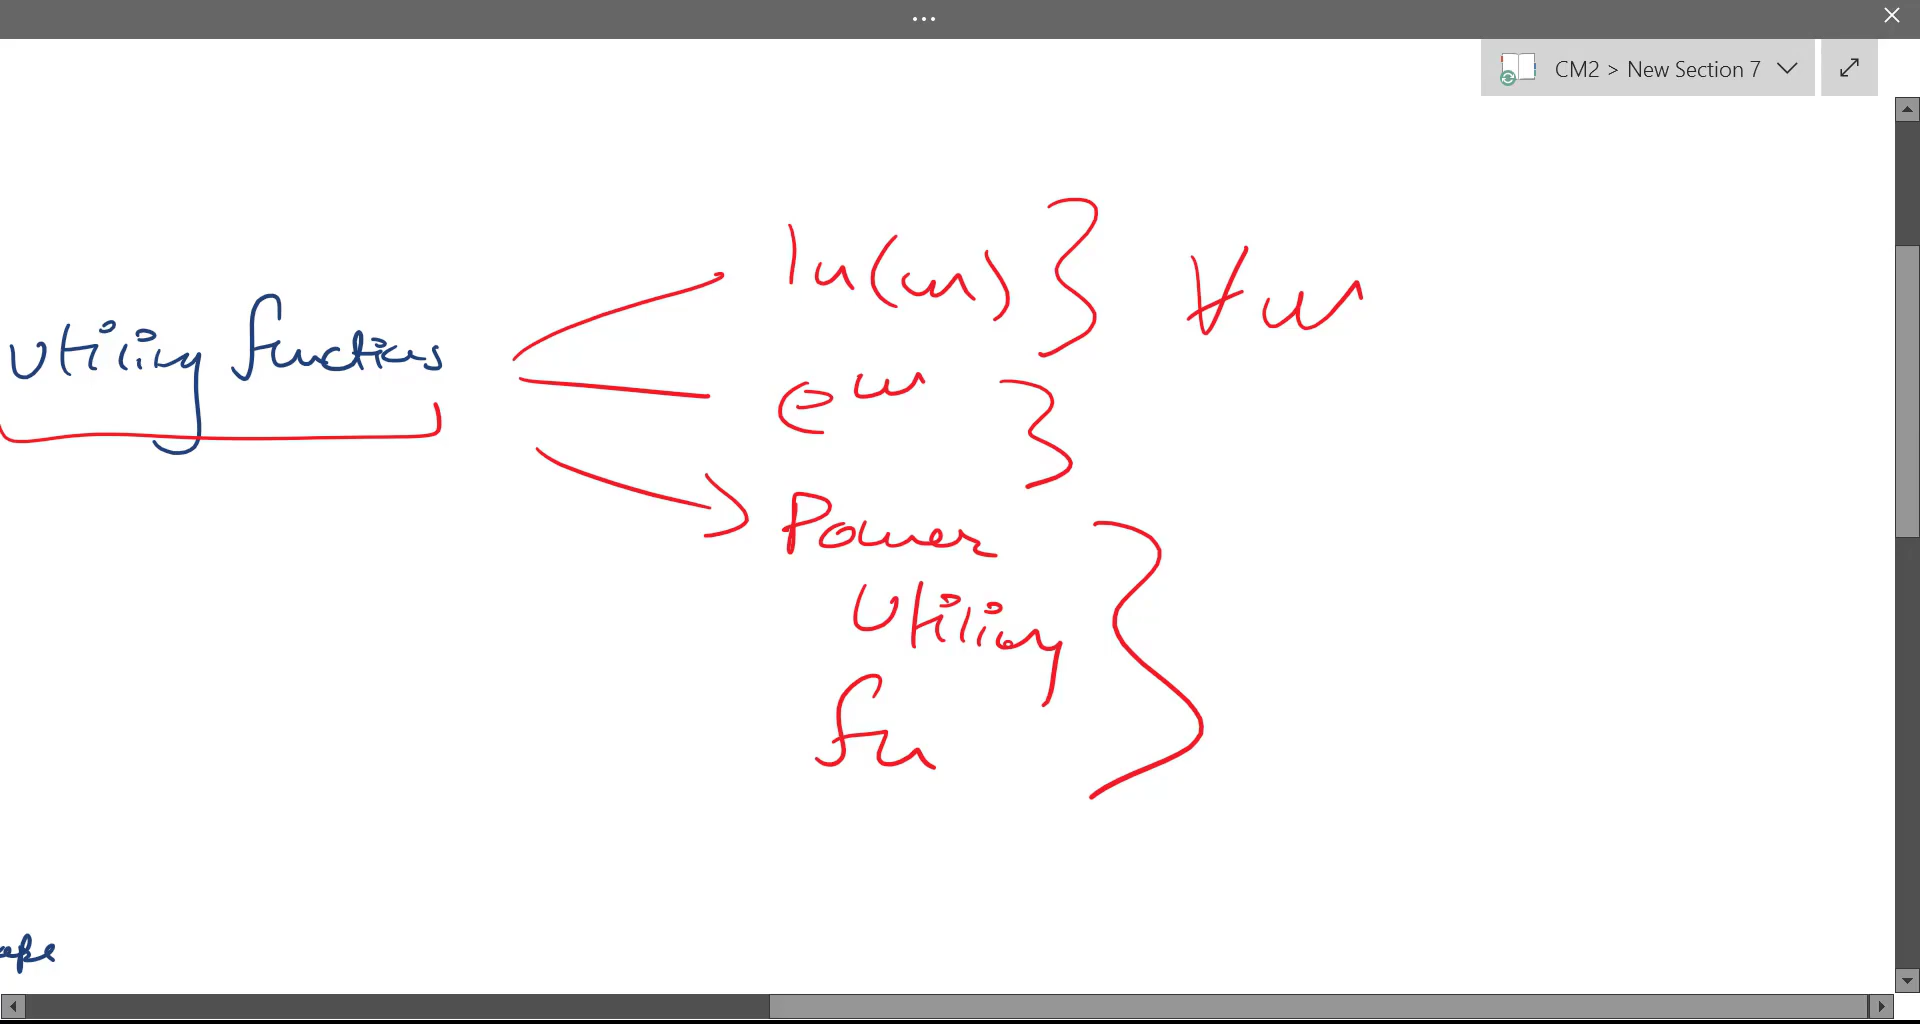 CM2 > New Section 7
ln(w) } ∀w
Utility functions
e^w }
Power
Utility
fn